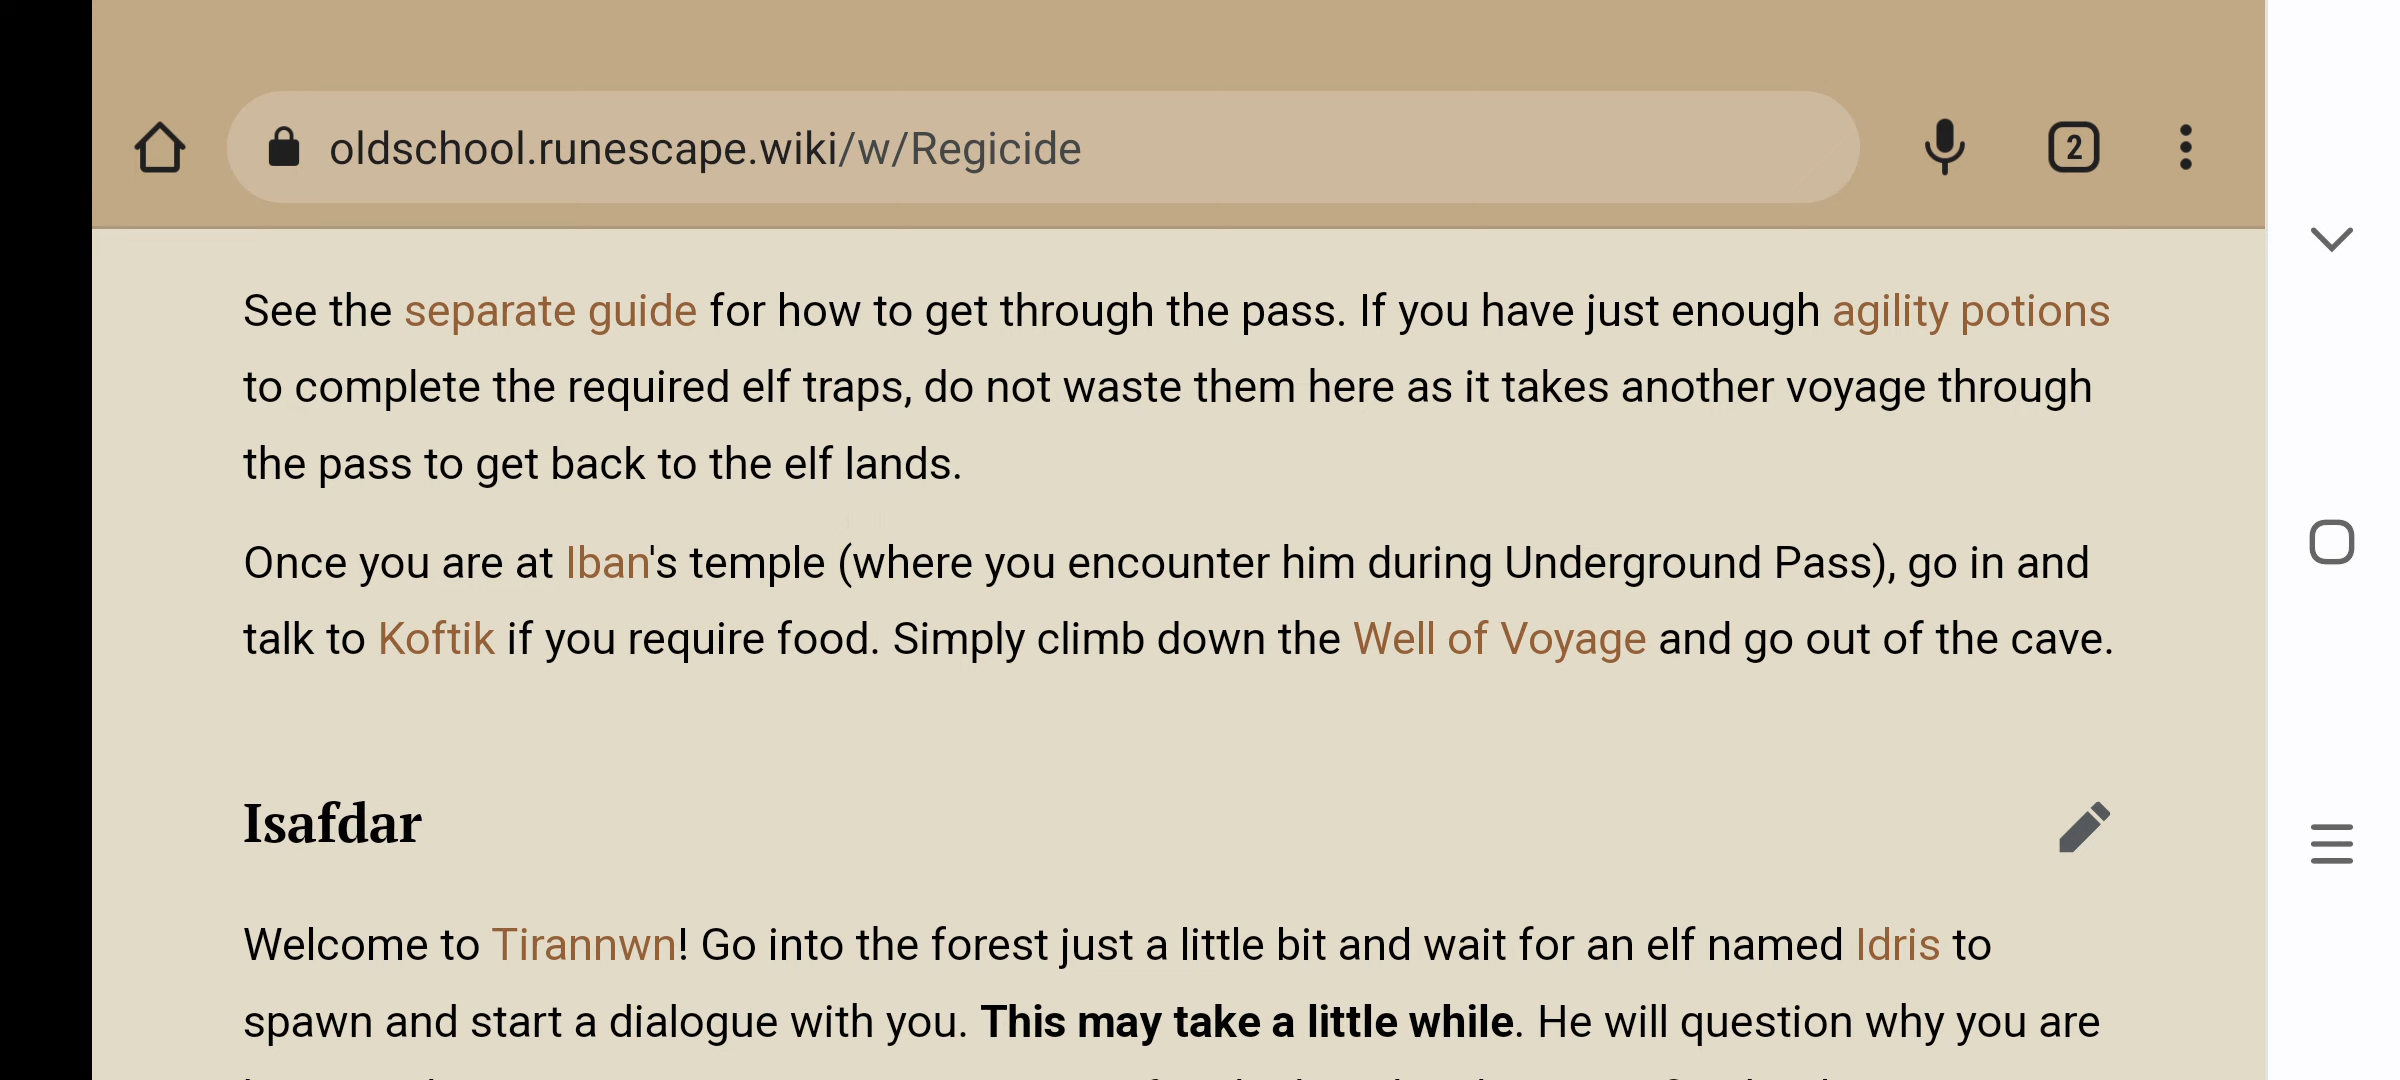 oldschool.runescape.wiki/w/Regicide
2
See the separate guide for how to get through the pass. If you have just enough agility potions
to complete the required elf traps, do not waste them here as it takes another voyage through
the pass to get back to the elf lands.
Once you are at Iban's temple (where you encounter him during Underground Pass), go in and
talk to Koftik if you require food. Simply climb down the Well of Voyage and go out of the cave.
Isafdar
Welcome to Tirannwn! Go into the forest just a little bit and wait for an elf named Idris to
spawn and start a dialogue with you. This may take a little while. He will question why you are